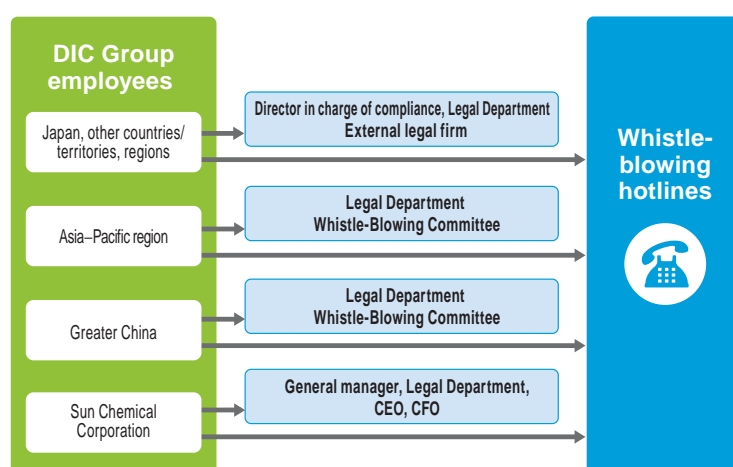 DIC Group
employees
Japan, other countries/
territories, regions
Director in charge of compliance, Legal Department
External legal firm
Asia–Pacific region
Legal Department
Whistle-Blowing Committee
Greater China
Legal Department
Whistle-Blowing Committee
Sun Chemical
Corporation
General manager, Legal Department,
CEO, CFO
Whistle-
blowing
hotlines